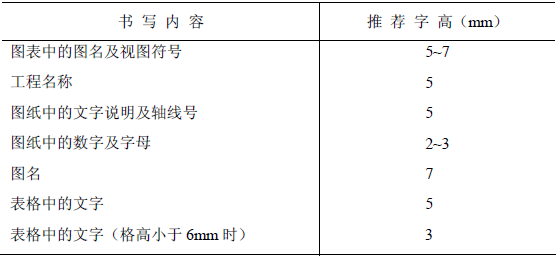 书 写 内 容 推 荐 字 高（mm）
图表中的图名及视图符号 5~7
工程名称 5
图纸中的文字说明及轴线号 5
图纸中的数字及字母 2~3
图名 7
表格中的文字 5
表格中的文字（格高小于 6mm 时） 3